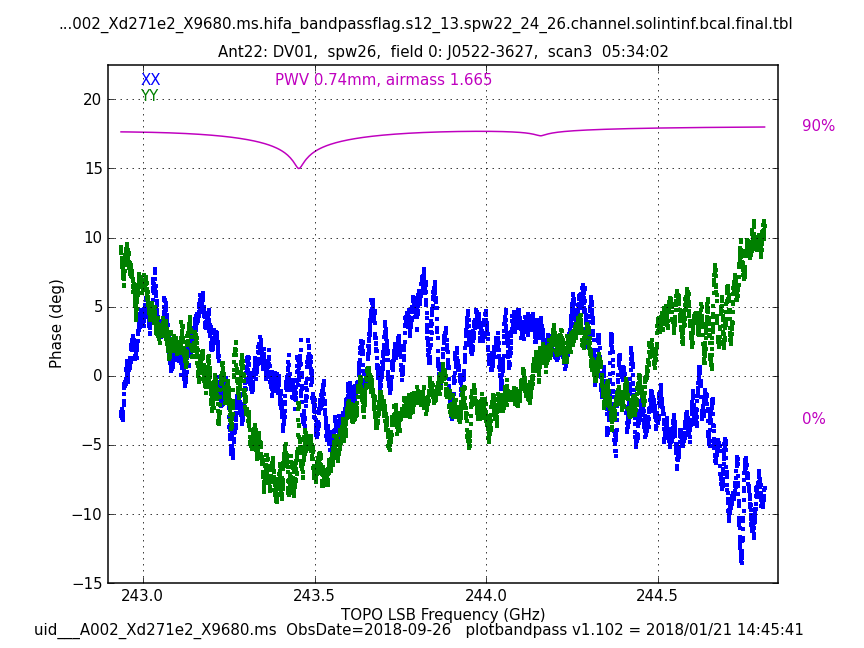 ...002_Xd271e2_X9680.ms.hifa_bandpassflag.s12_13.spw22_24_26.channel.solintinf.bcal.final.tbl
Ant22: DV01, spw26, field 0: J0522-3627, scan3 05:34:02
XX
YY
PWV 0.74mm, airmass 1.665
90%
0%
20
15
10
5
0
−5
−10
−15
Phase (deg)
243.0 243.5 244.0 244.5
TOPO LSB Frequency (GHz)
uid___A002_Xd271e2_X9680.ms ObsDate=2018-09-26 plotbandpass v1.102 = 2018/01/21 14:45:41